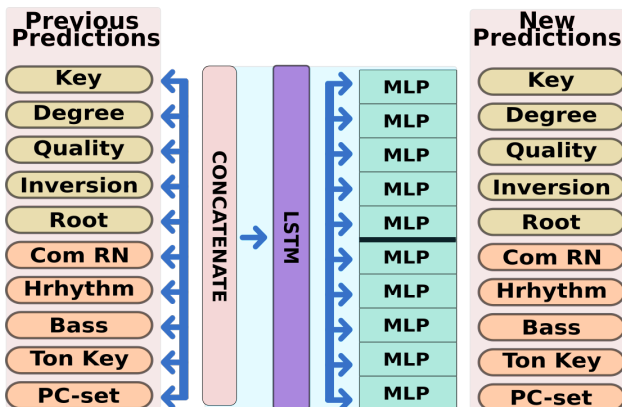 Previous
Predictions
Key
Degree
Quality
Inversion
Root
Com RN
Hrhythm
Bass
Ton Key
PC-set
CONCATENATE
LSTM
MLP
MLP
MLP
MLP
MLP
MLP
MLP
MLP
MLP
MLP
New
Predictions
Key
Degree
Quality
Inversion
Root
Com RN
Hrhythm
Bass
Ton Key
PC-set